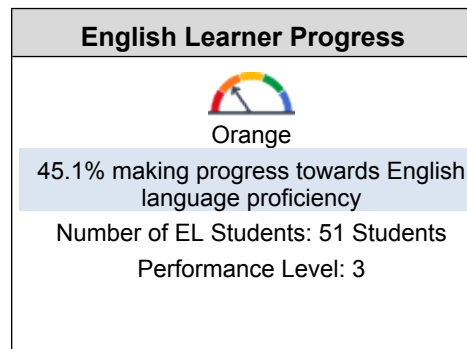 English Learner Progress
Orange
45.1% making progress towards English
language proficiency
Number of EL Students: 51 Students
Performance Level: 3